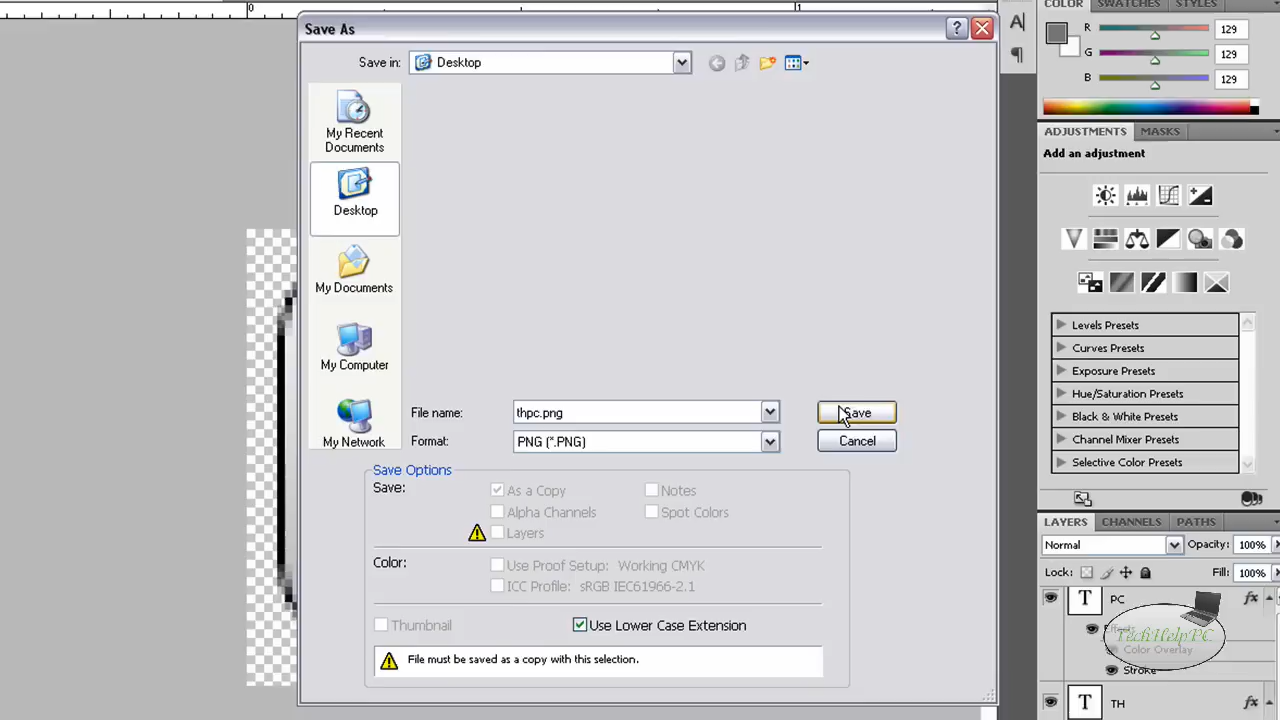 0
1
Save As
COLOR
SWATCHES
STYLES
R
129
G
129
B
129
Save in:
Desktop
My Recent
Documents
Desktop
My Documents
My Computer
My Network
ADJUSTMENTS
MASKS
Add an adjustment
Levels Presets
Curves Presets
Exposure Presets
Hue/Saturation Presets
Black & White Presets
Channel Mixer Presets
Selective Color Presets
File name:
thpc.png
Save
Format:
PNG (*.PNG)
Cancel
Save Options
Save:
As a Copy
Notes
Alpha Channels
Spot Colors
Layers
Color:
Use Proof Setup: Working CMYK
ICC Profile: sRGB IEC61966-2.1
Thumbnail
Use Lower Case Extension
File must be saved as a copy with this selection.
LAYERS
CHANNELS
PATHS
Normal
Opacity: 100%
Lock:
Fill: 100%
T PC fx
TechHelpPC
Color Overlay
Stroke
T TH fx